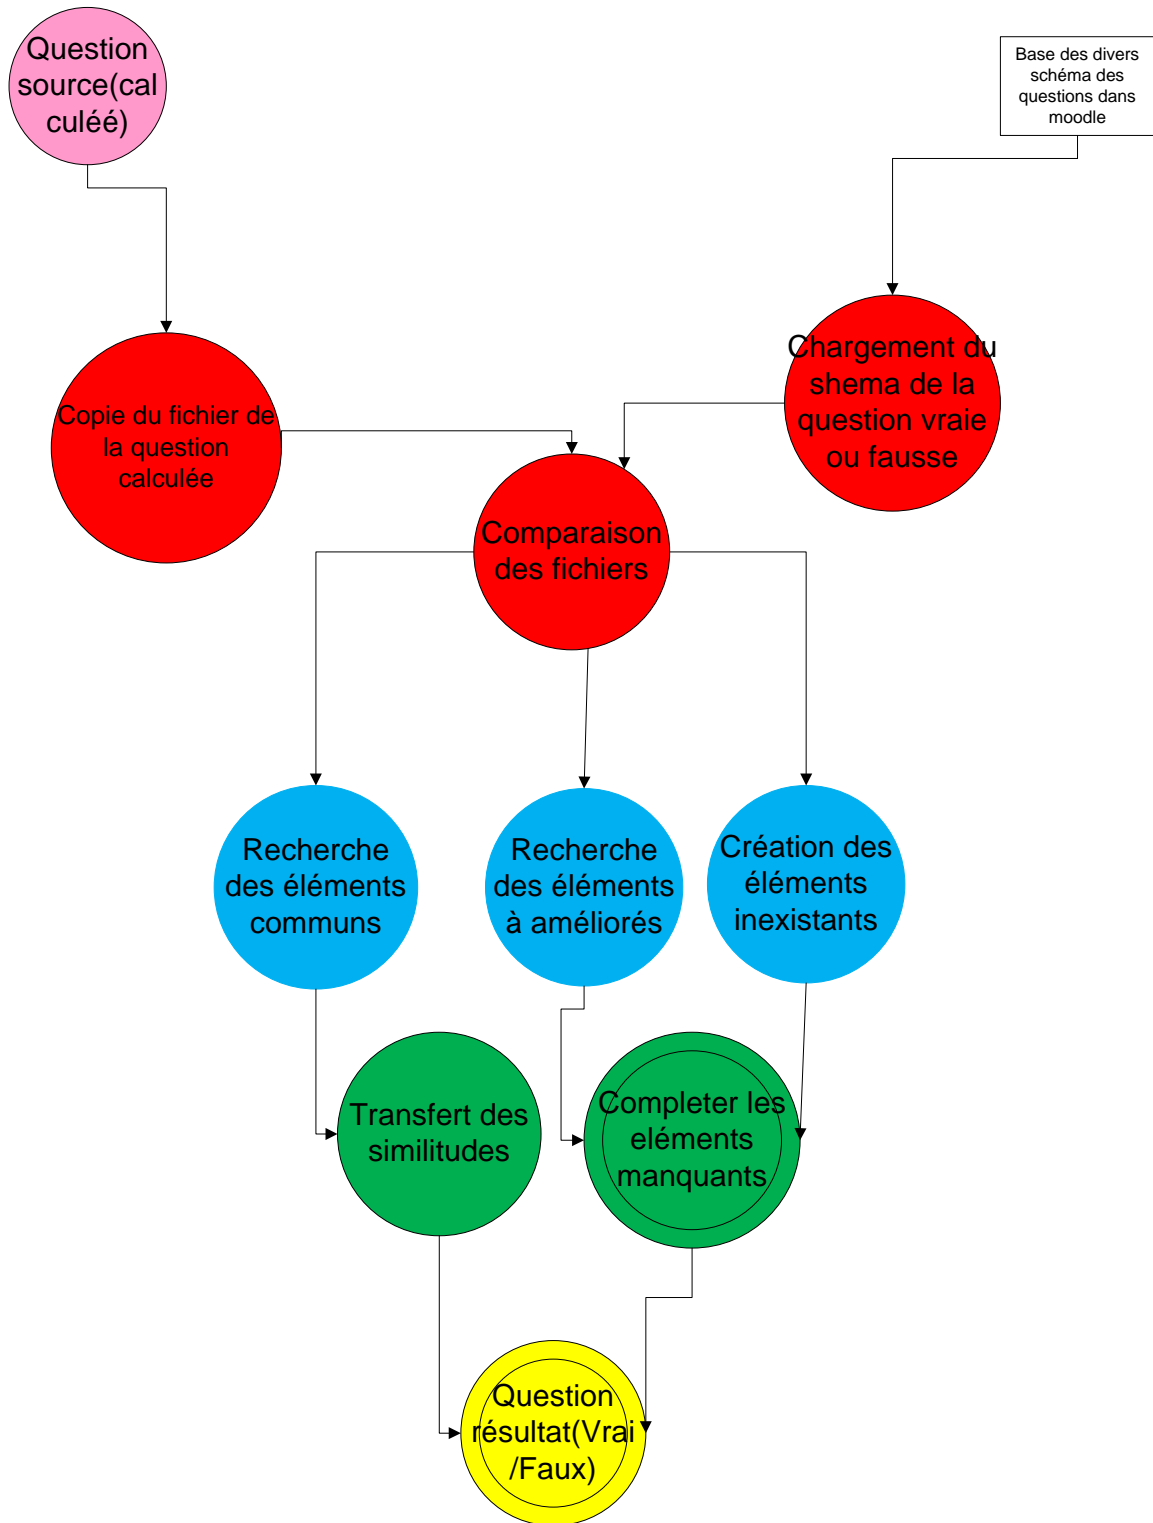 Question
source(cal
culéé)
Base des divers
schéma des
questions dans
moodle
Chargement du
shema de la
question vraie
ou fausse
Copie du fichier de
la question
calculée
Comparaison
des fichiers
Recherche
des éléments
communs
Recherche
des éléments
à améliorés
Création des
éléments
inexistants
Transfert des
similitudes
Completer les
eléments
manquants
Question
résultat(Vrai
/Faux)